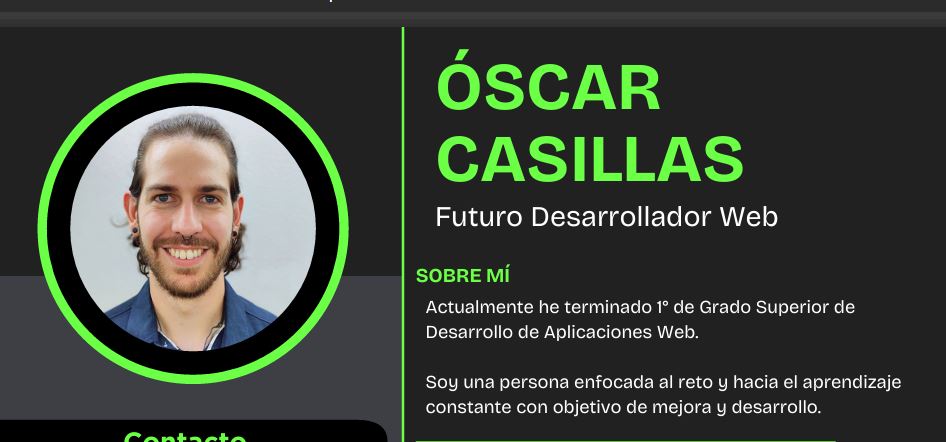 ÓSCAR
CASILLAS
Futuro Desarrollador Web
SOBRE MÍ
Actualmente he terminado 1º de Grado Superior de
Desarrollo de Aplicaciones Web.
Soy una persona enfocada al reto y hacia el aprendizaje
constante con objetivo de mejora y desarrollo.
Contacto